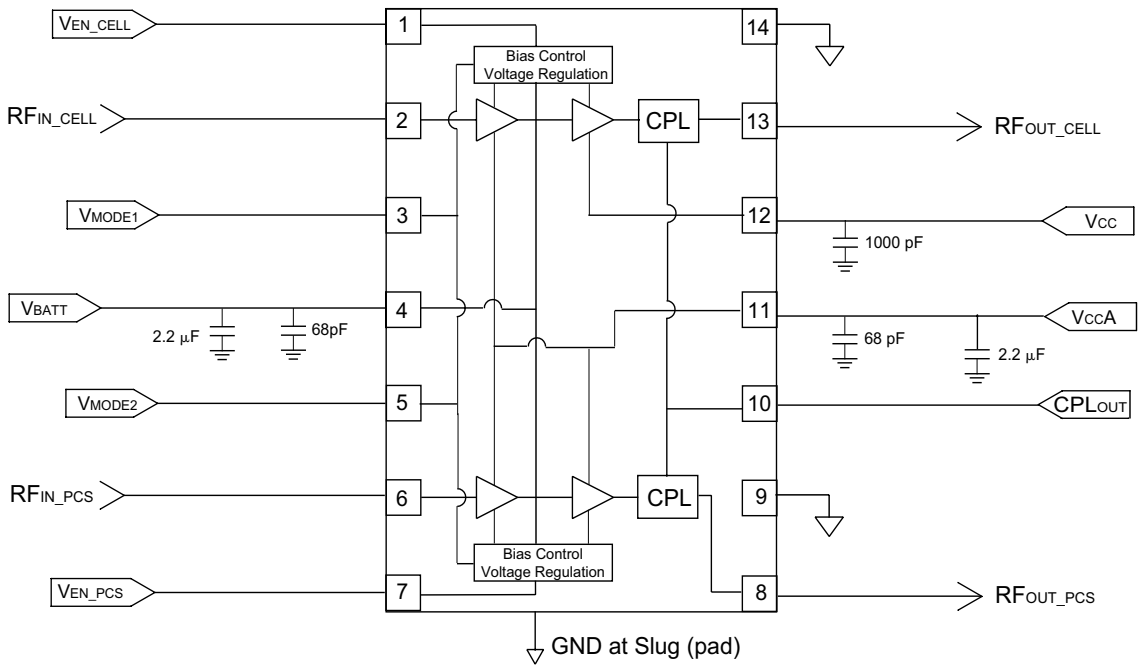 VEN_CELL
1
14
Bias Control
Voltage Regulation
RFIN_CELL
2
CPL
13
RFOUT_CELL
VMODE1
3
12
VCC
1000 pF
VBATT
4
11
VCCA
2.2 μF
68pF
68 pF
2.2 μF
VMODE2
5
10
CPLOUT
RFIN_PCS
6
CPL
9
Bias Control
Voltage Regulation
VEN_PCS
7
8
RFOUT_PCS
GND at Slug (pad)